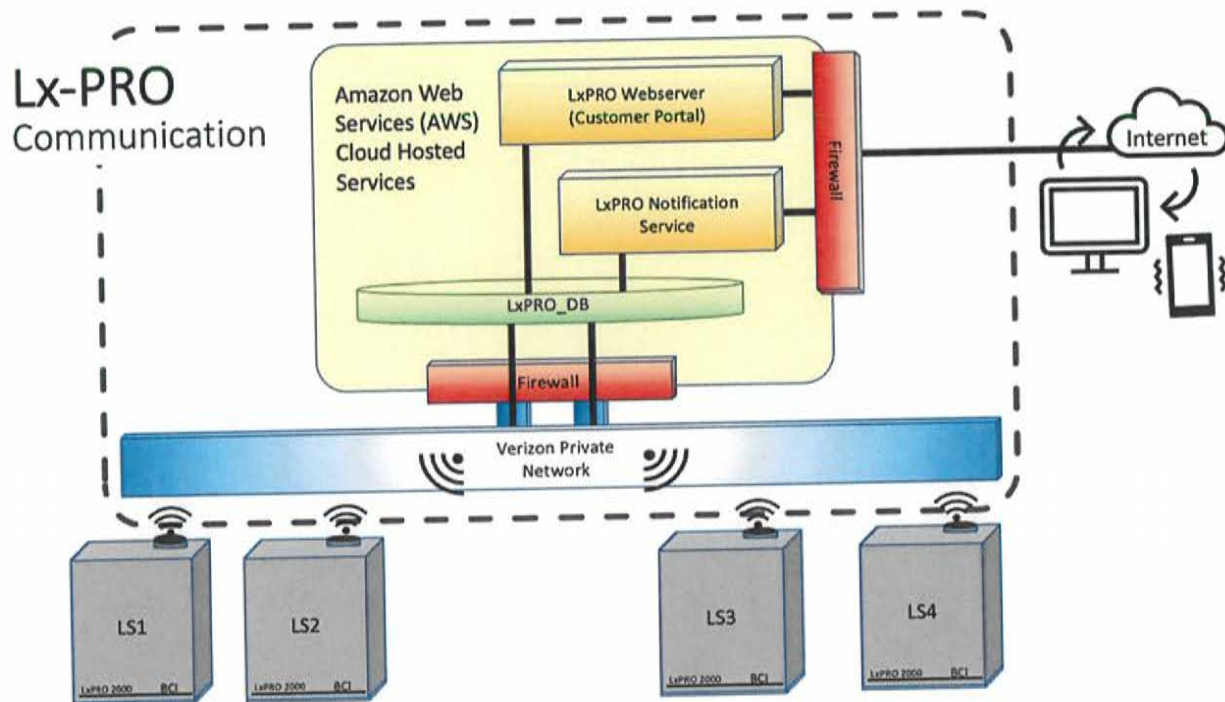 Lx-PRO
Communication
Amazon Web
Services (AWS)
Cloud Hosted
Services
LxPRO Webserver
(Customer Portal)
LxPRO Notification
Service
Firewall
Internet
LxPRO_DB
Firewall
Verizon Private
Network
LS1
LxPRO 2000 BCI
LS2
LxPRO 2000 BCI
LS3
LxPRO 2000 BCI
LS4
LxPRO 2000 BCI